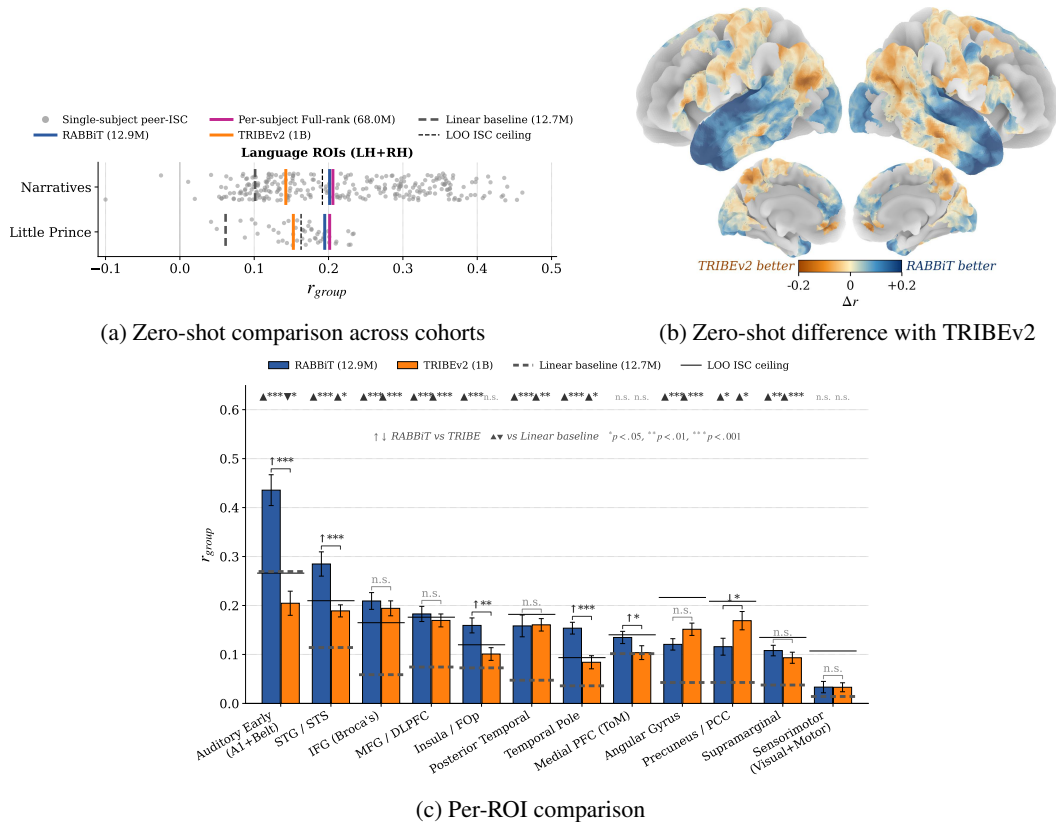 Single-subject peer-ISC
Per-subject Full-rank (68.0M)
Linear baseline (12.7M)
RABBiT (12.9M)
TRIBEv2 (1B)
LOO ISC ceiling
Language ROIs (LH+RH)
Narratives
Little Prince
−0.1 0.0 0.1 0.2 0.3 0.4 0.5
r_group
(a) Zero-shot comparison across cohorts
TRIBEv2 better
RABBiT better
-0.2 0 +0.2
Δr
(b) Zero-shot difference with TRIBEv2
RABBiT (12.9M) TRIBEv2 (1B) Linear baseline (12.7M) LOO ISC ceiling
▲***▼* ▲***▲* ▲***▲*** ▲***▲*** ▲***n.s. ▲***▲** ▲***▲* n.s. n.s. ▲***▲*** ▲* ▲* ▲**▲*** n.s. n.s.
↑↓ RABBiT vs TRIBE ▲▼ vs Linear baseline *p<.05, **p<.01, ***p<.001
↑***
↑***
n.s.
n.s.
↑**
n.s.
↑***
↑*
n.s.
↓*
n.s.
n.s.
0.6
0.5
0.4
0.3
0.2
0.1
0.0
r_group
Auditory Early
(A1+Belt)
STG / STS
IFG (Broca's)
MFG / DLPFC
Insula / FOp
Posterior Temporal
Temporal Pole
Medial PFC (ToM)
Angular Gyrus
Precuneus / PCC
Supramarginal
Sensorimotor
(Visual+Motor)
(c) Per-ROI comparison